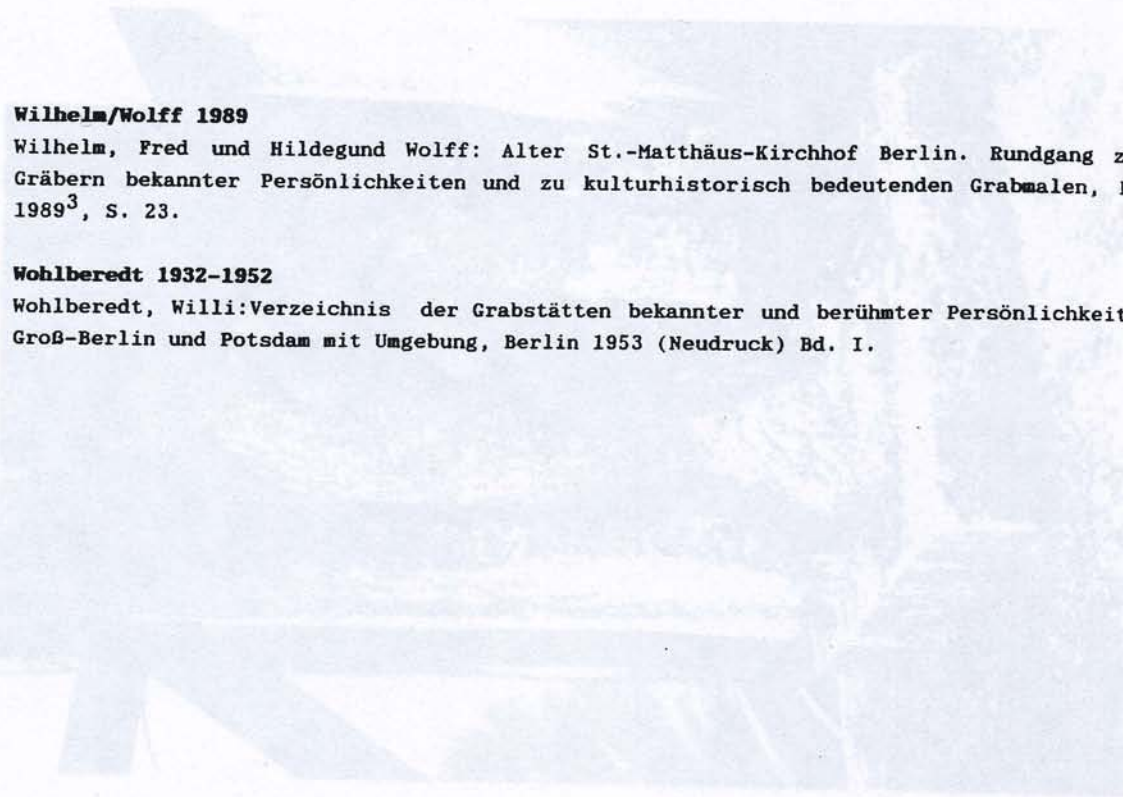 Wilhelm/Wolff 1989
Wilhelm, Fred und Hildegund Wolff: Alter St.-Matthäus-Kirchhof Berlin. Rundgang
Gräbern bekannter Persönlichkeiten und zu kulturhistorisch bedeutenden Grabmalen,
1989³, S. 23.
Wohlberedt 1932-1952
Wohlberedt, Willi:Verzeichnis der Grabstätten bekannter und berühmter Persönlichkeit
Groß-Berlin und Potsdam mit Umgebung, Berlin 1953 (Neudruck) Bd. I.